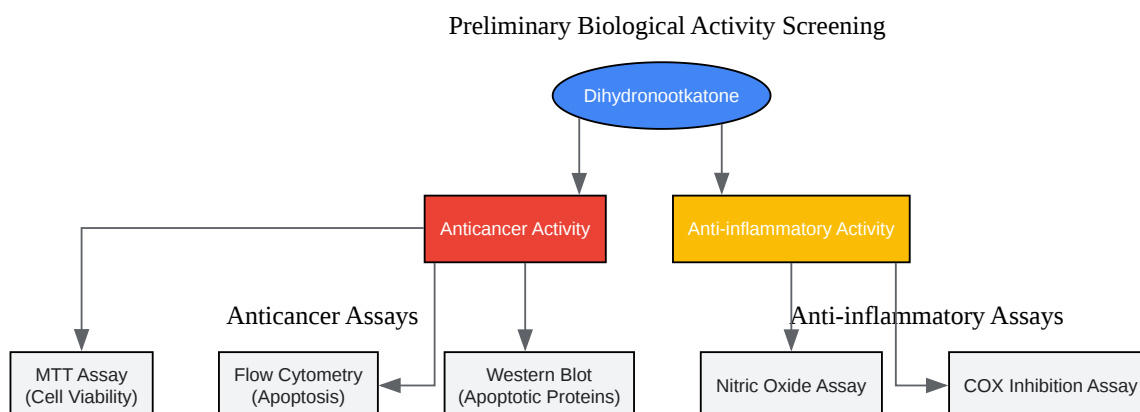 Preliminary Biological Activity Screening
Dihydronootkatone
Anticancer Activity
Anti-inflammatory Activity
Anticancer Assays
Anti-inflammatory Assays
MTT Assay
(Cell Viability)
Flow Cytometry
(Apoptosis)
Western Blot
(Apoptotic Proteins)
Nitric Oxide Assay
COX Inhibition Assay